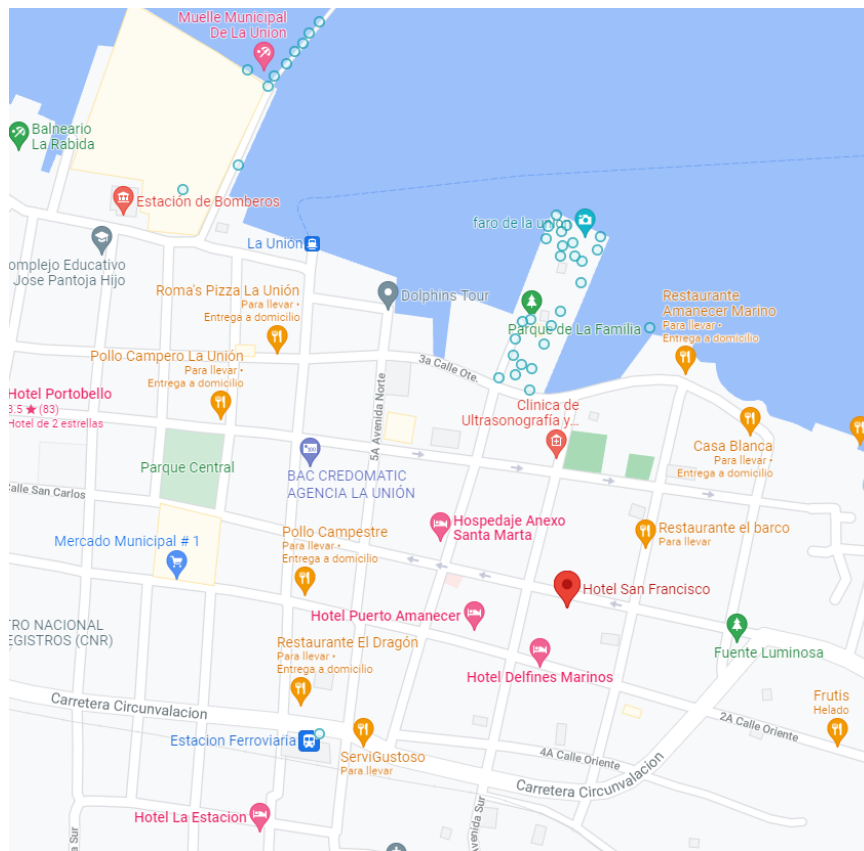 Muelle Municipal
De La Union
Balneario
La Rabida
Estación de Bomberos
faro de la unión
La Unión
omplejo Educativo
Jose Pantoja Hijo
Roma's Pizza La Unión
Para llevar •
Entrega a domicilio
Dolphins Tour
Restaurante
Amanecer Marino
Para llevar •
Entrega a domicilio
Parque de La Familia
Pollo Campero La Unión
Para llevar •
Entrega a domicilio
3a Calle Ote.
Hotel Portobello
3.5 ★ (83)
Hotel de 2 estrellas
5A Avenida Norte
Clinica de
Ultrasonografía y...
Casa Blanca
Para llevar •
Entrega a domicilio
Parque Central
BAC CREDOMATIC
AGENCIA LA UNIÓN
Calle San Carlos
Hospedaje Anexo
Santa Marta
Restaurante el barco
Para llevar
Mercado Municipal # 1
Pollo Campestre
Para llevar •
Entrega a domicilio
Hotel San Francisco
Hotel Puerto Amanecer
TRO NACIONAL
EGISTROS (CNR)
Restaurante El Dragón
Para llevar •
Entrega a domicilio
Fuente Luminosa
Hotel Delfines Marinos
Carretera Circunvalacion
Frutis
Helado
2A Calle Oriente
Estacion Ferroviaria
ServiGustoso
Para llevar
4A Calle Oriente
Carretera Circunvalacion
Hotel La Estacion
Avenida Sur
a Sur